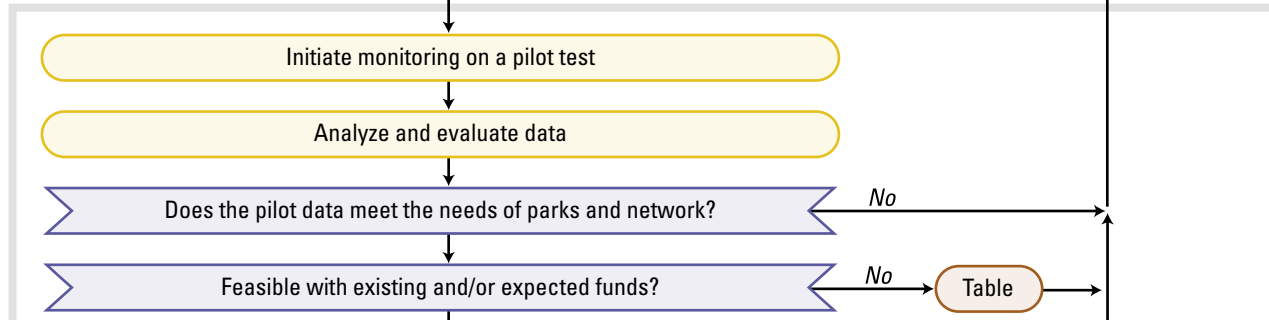 Initiate monitoring on a pilot test
Analyze and evaluate data
Does the pilot data meet the needs of parks and network?
No
Feasible with existing and/or expected funds?
No
Table